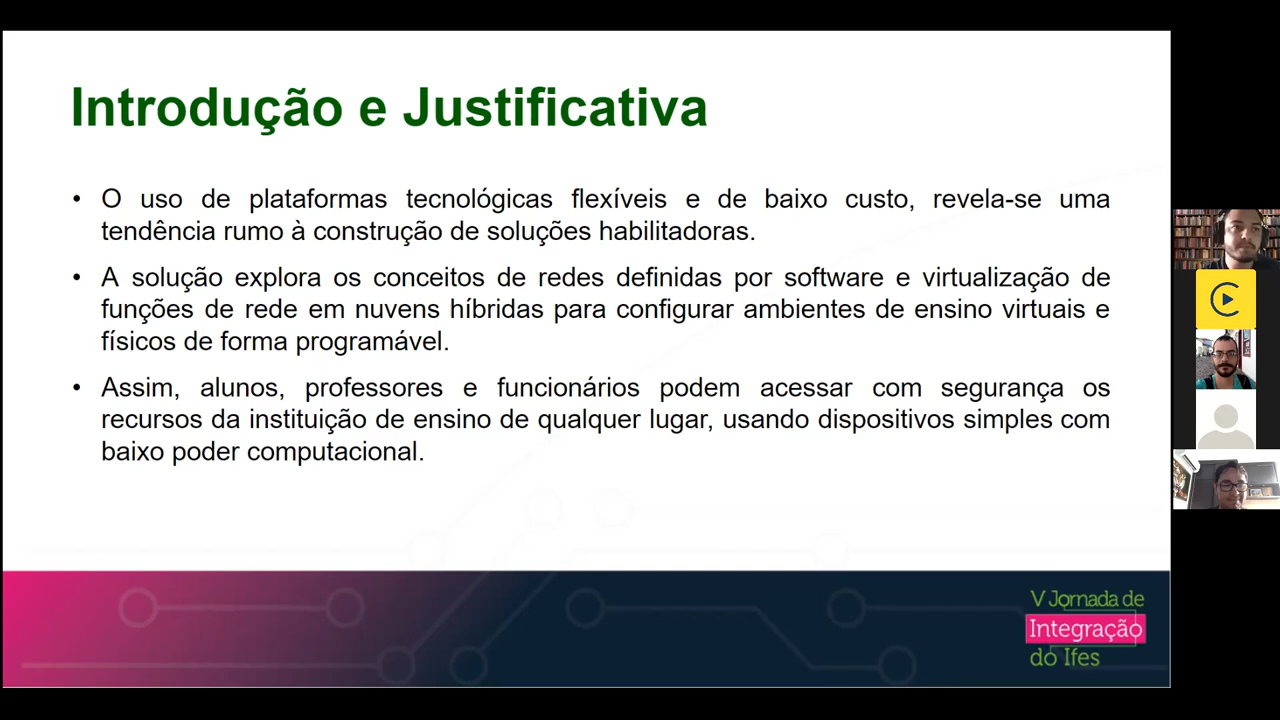 Introdução e Justificativa
• O uso de plataformas tecnológicas flexíveis e de baixo custo, revela-se uma
tendência rumo à construção de soluções habilitadoras.
• A solução explora os conceitos de redes definidas por software e virtualização de
funções de rede em nuvens híbridas para configurar ambientes de ensino virtuais e
físicos de forma programável.
• Assim, alunos, professores e funcionários podem acessar com segurança os
recursos da instituição de ensino de qualquer lugar, usando dispositivos simples com
baixo poder computacional.
V Jornada de
Integração
do Ifes